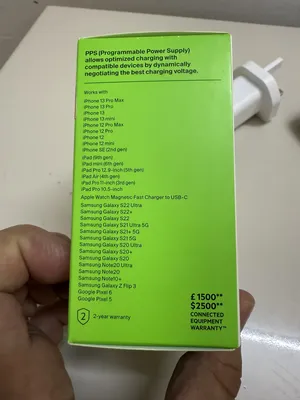 PPS (Programmable Power Supply)
allows optimized charging with
compatible devices by dynamically
negotiating the best charging voltage.
Works with
iPhone 13 Pro Max
iPhone 13 Pro
iPhone 13
iPhone 13 mini
iPhone 12 Pro Max
iPhone 12 Pro
iPhone 12
iPhone 12 mini
iPhone SE (2nd gen)
iPad (9th gen)
iPad mini (6th gen)
iPad Pro 12.9-inch (5th gen)
iPad Air (4th gen)
iPad Pro 11-inch (3rd gen)
iPad Pro 10.5-inch
Apple Watch Magnetic Fast Charger to USB-C
Samsung Galaxy S22 Ultra
Samsung Galaxy S22+
Samsung Galaxy S22
Samsung Galaxy S21 Ultra 5G
Samsung Galaxy S21+ 5G
Samsung Galaxy S21 5G
Samsung Galaxy S20 Ultra
Samsung Galaxy S20+
Samsung Galaxy S20
Samsung Note20 Ultra
Samsung Note20
Samsung Note10+
Samsung Galaxy Z Flip 3
Google Pixel 6
Google Pixel 5
2 2-year warranty
£1500**
$2500**
CONNECTED
EQUIPMENT
WARRANTY**